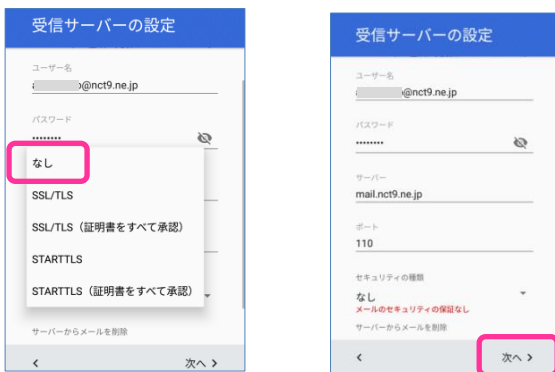 受信サーバーの設定
ユーザー名
@nct9.ne.jp
パスワード
••••••••
なし
SSL/TLS
SSL/TLS（証明書をすべて承認）
STARTTLS
STARTTLS（証明書をすべて承認）
サーバーからメールを削除
次へ
受信サーバーの設定
ユーザー名
@nct9.ne.jp
パスワード
••••••••
サーバー
mail.nct9.ne.jp
ポート
110
セキュリティの種類
なし
メールのセキュリティの保証なし
サーバーからメールを削除
次へ